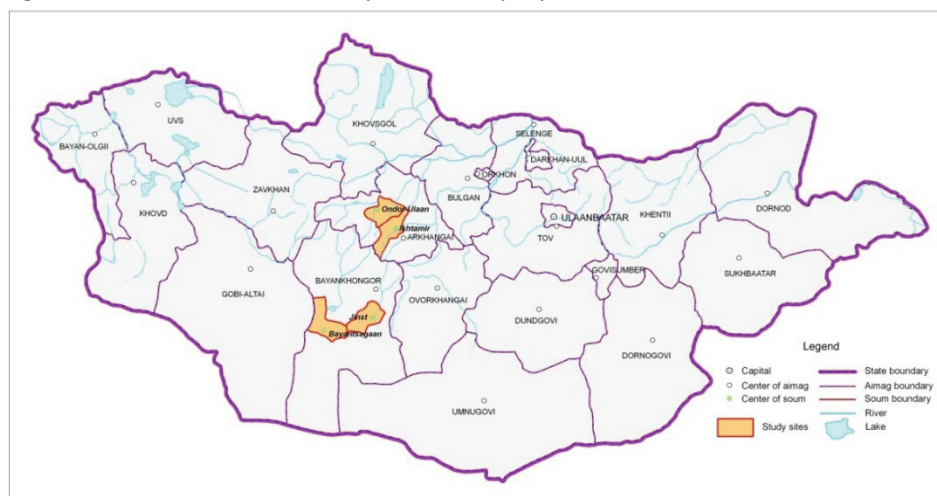 UVS
BAYAN-OLGII
KHOVSGOL
SELENGE
DARKHAN-UUL
ORKHON
BULGAN
ZAVKHAN
KHOVD
Ondor-Ulaan
Ikhtamir
ARKHANGAI
ULAANBAATAR
TOV
KHENTII
DORNOD
SUKHBAATAR
GOVISUMBER
BAYANKHONGOR
GOBI-ALTAI
OVORKHANGAI
Jinst
Bayantsagaan
DUNDGOVI
DORNOGOVI
UMNUGOVI
Legend
Capital
Center of aimag
Center of soum
Study sites
State boundary
Aimag boundary
Soum boundary
River
Lake